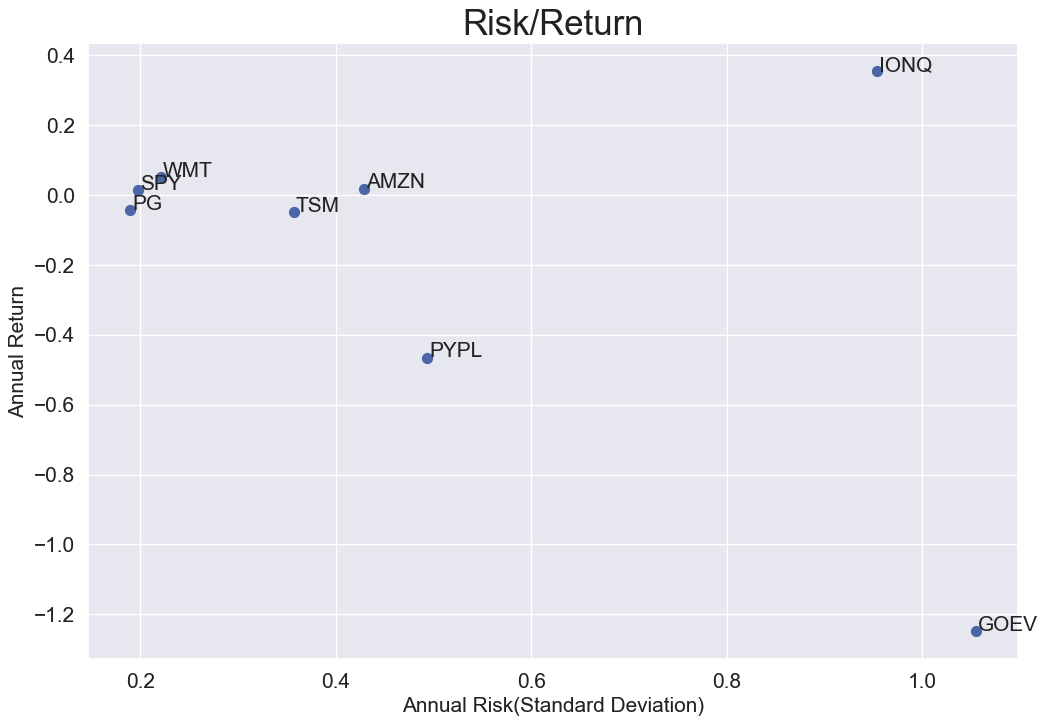 Risk/Return
Annual Return
0.4
0.2
0.0
−0.2
−0.4
−0.6
−0.8
−1.0
−1.2
IONQ
WMT
SPY
AMZN
PG
TSM
PYPL
GOEV
0.2 0.4 0.6 0.8 1.0
Annual Risk(Standard Deviation)